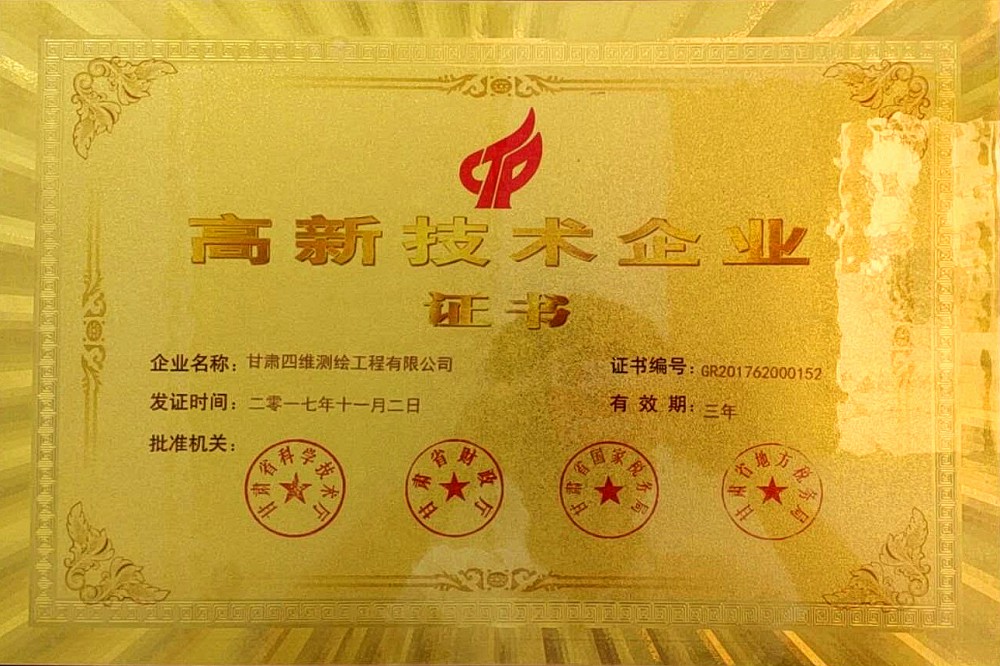 高新技术企业
证书
企业名称：甘肃四维测绘工程有限公司
证书编号：GR201762000152
发证时间：二零一七年十一月二日
有效期：三年
批准机关：
甘肃省科学技术厅
甘肃省财政厅
甘肃省国家税务局
甘肃省地方税务局